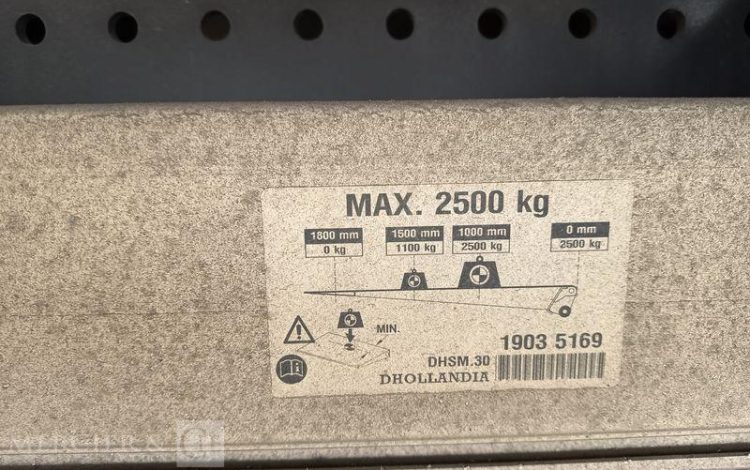 MAX. 2500 kg
1800 mm 1500 mm 1000 mm 0 mm
0 kg 1100 kg 2500 kg 2500 kg
MIN.
1903 5169
DHSM.30
DHOLLANDIA